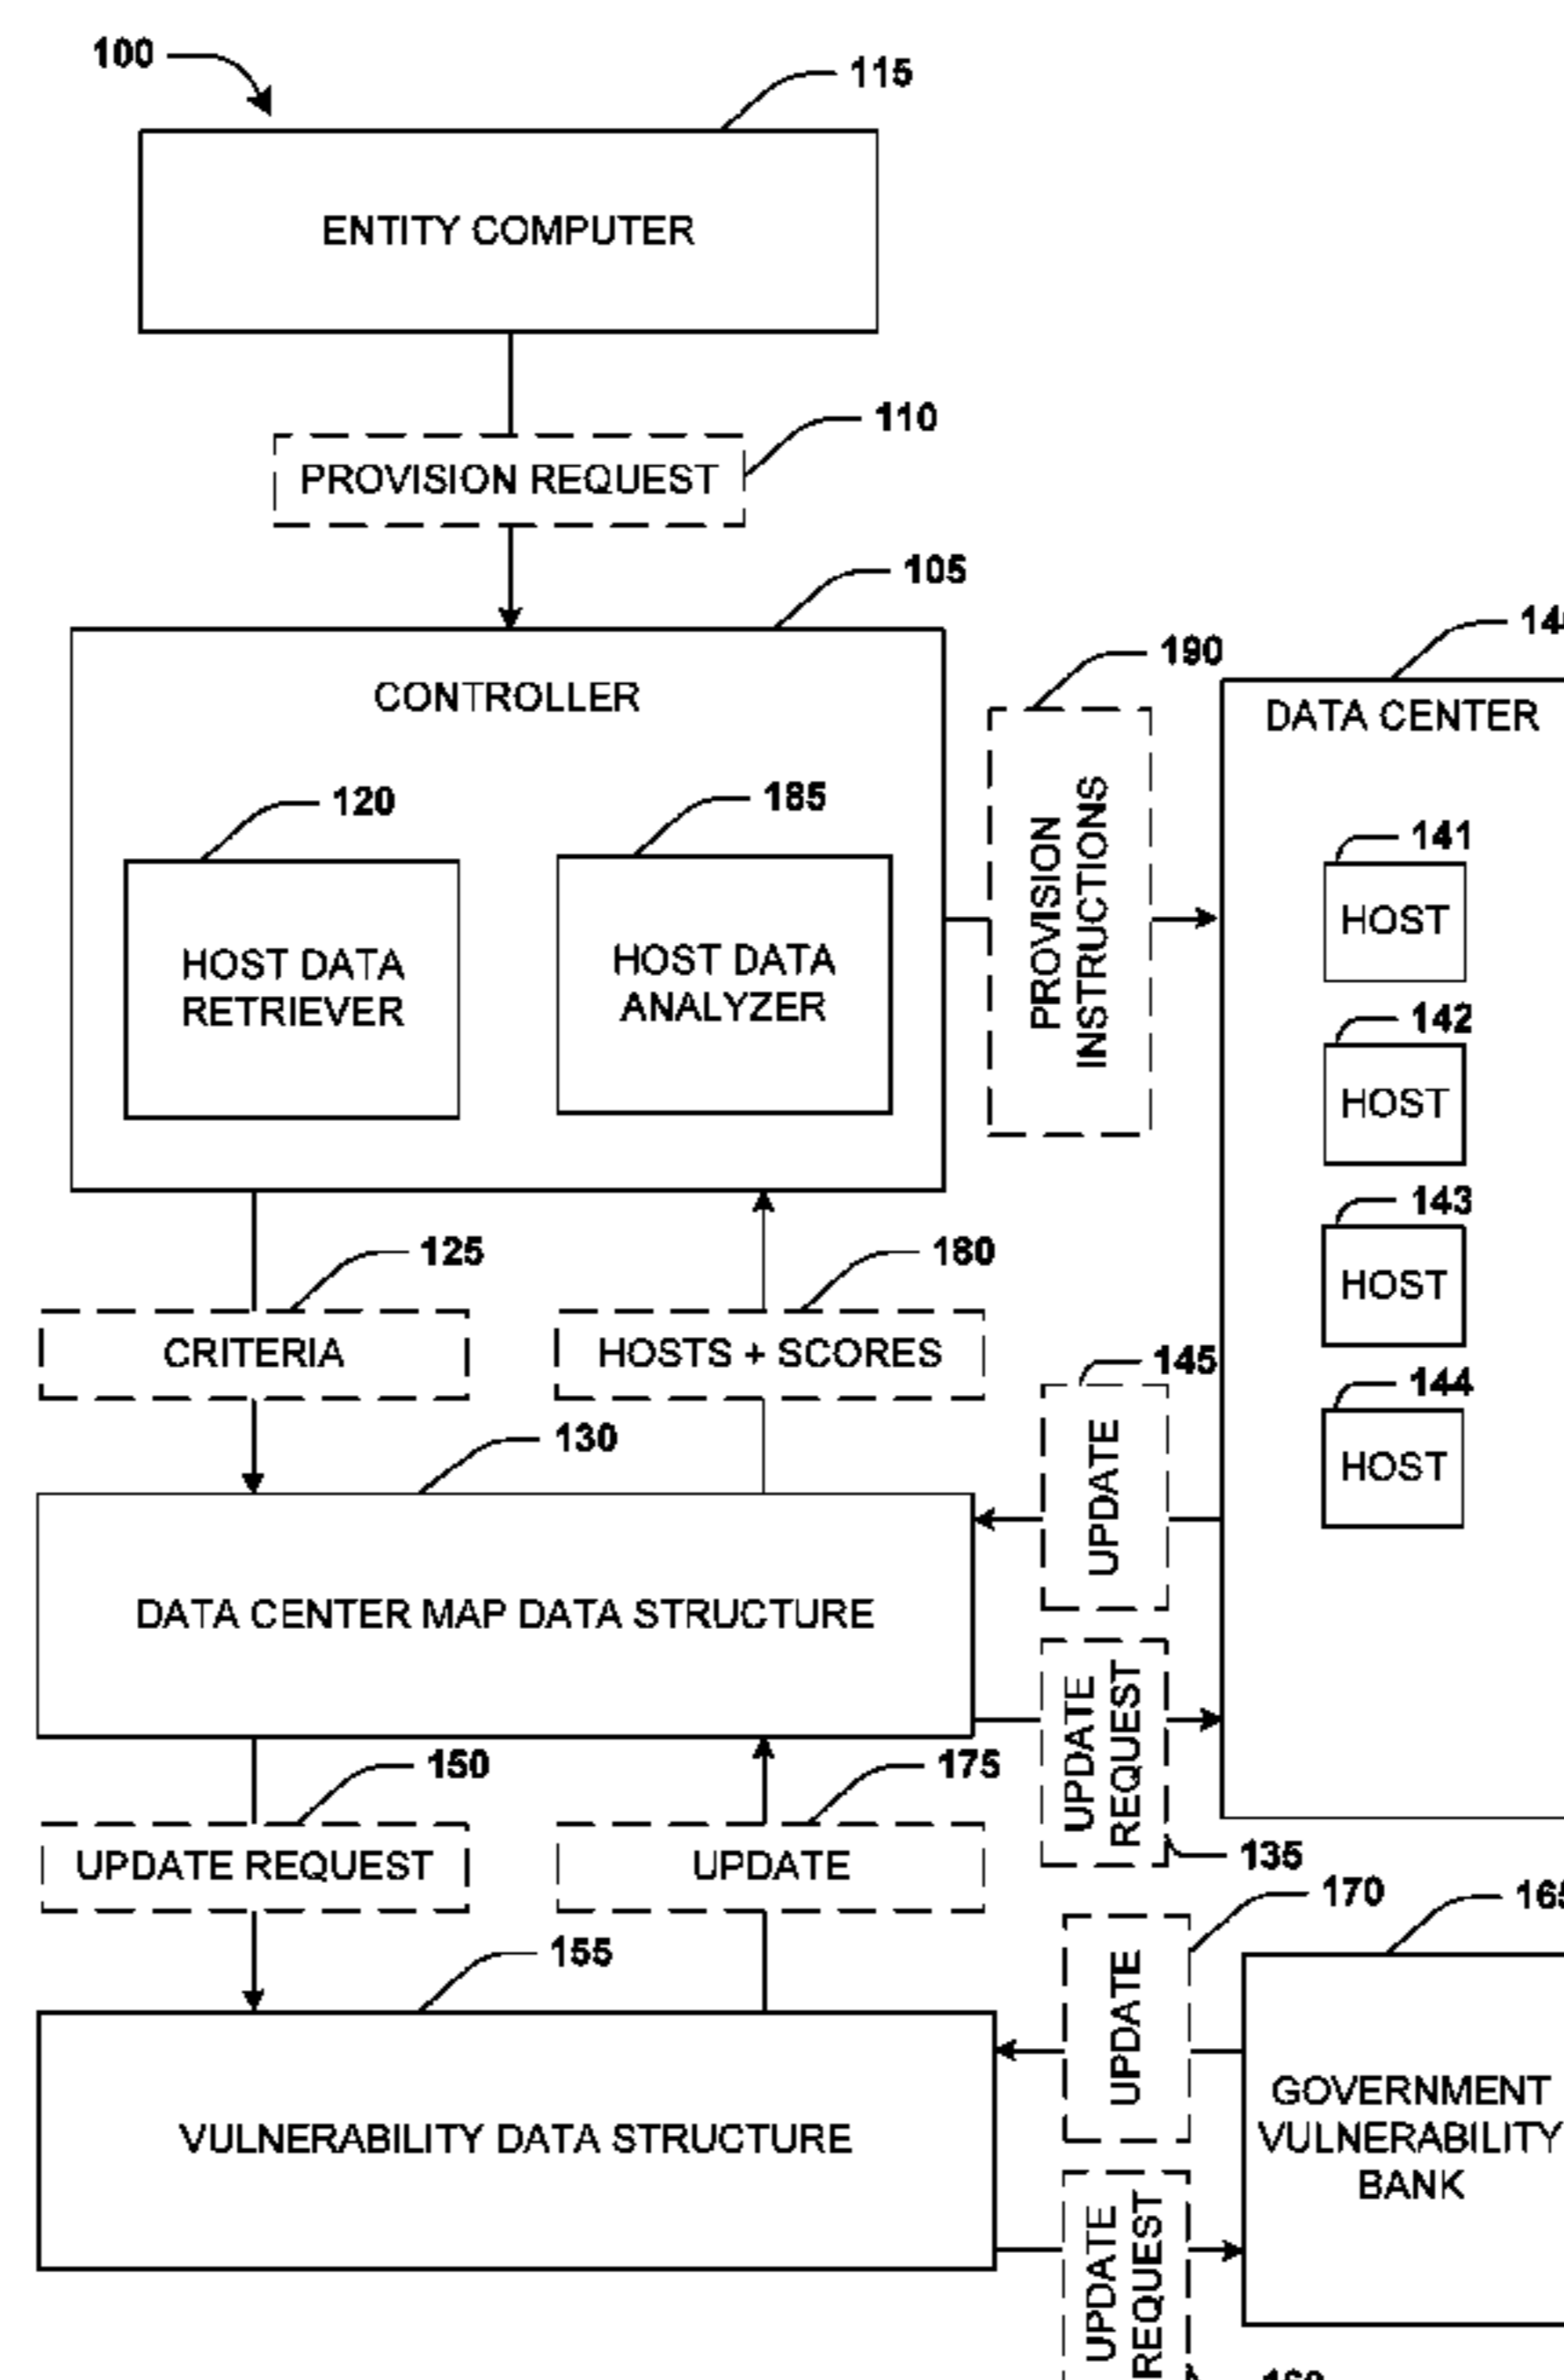 100
115
ENTITY COMPUTER
110
PROVISION REQUEST
105
CONTROLLER
120
HOST DATA
RETRIEVER
185
HOST DATA
ANALYZER
190
PROVISION
INSTRUCTIONS
DATA CENTER
141
HOST
142
HOST
143
HOST
144
HOST
125
CRITERIA
180
HOSTS + SCORES
145
UPDATE
130
DATA CENTER MAP DATA STRUCTURE
UPDATE
REQUEST
135
150
UPDATE REQUEST
175
UPDATE
170
UPDATE
165
155
VULNERABILITY DATA STRUCTURE
GOVERNMENT
VULNERABILITY
BANK
UPDATE
REQUEST